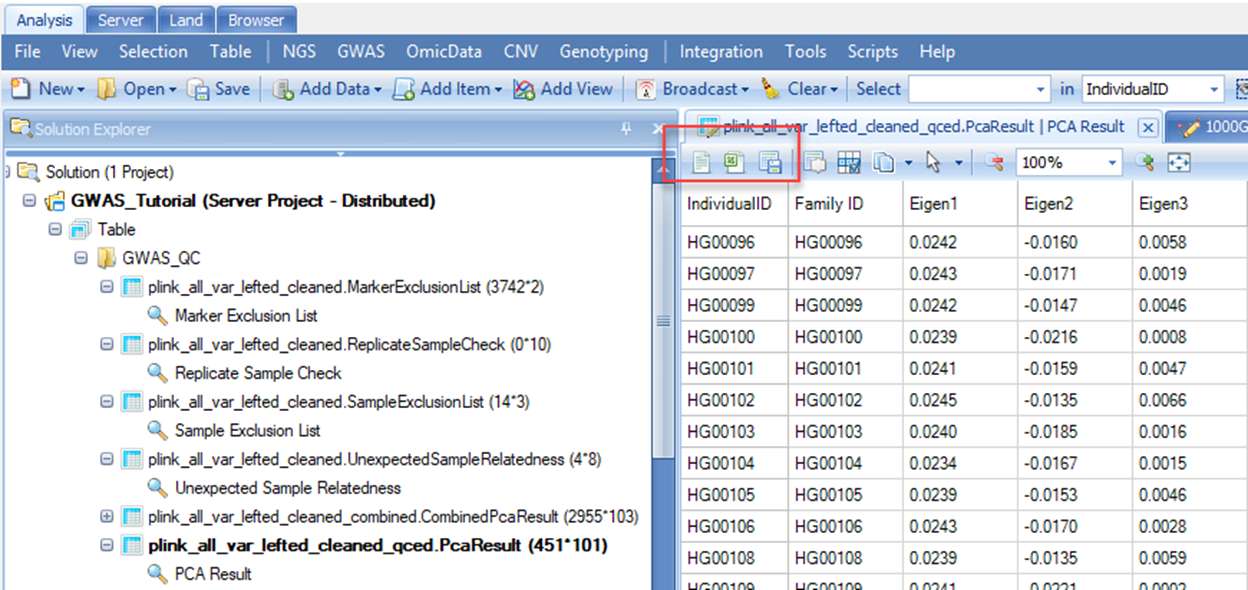 Analysis Server Land Browser
File View Selection Table NGS GWAS OmicData CNV Genotyping Integration Tools Scripts Help
New Open Save Add Data Add Item Add View Broadcast Clear Select in IndividualID
Solution Explorer
Solution (1 Project)
GWAS_Tutorial (Server Project - Distributed)
Table
GWAS_QC
plink_all_var_lefted_cleaned.MarkerExclusionList (3742*2)
Marker Exclusion List
plink_all_var_lefted_cleaned.ReplicateSampleCheck (0*10)
Replicate Sample Check
plink_all_var_lefted_cleaned.SampleExclusionList (14*3)
Sample Exclusion List
plink_all_var_lefted_cleaned.UnexpectedSampleRelatedness (4*8)
Unexpected Sample Relatedness
plink_all_var_lefted_cleaned_combined.CombinedPcaResult (2955*103)
plink_all_var_lefted_cleaned_qced.PcaResult (451*101)
PCA Result
plink_all_var_lefted_cleaned_qced.PcaResult | PCA Result 1000G
100%
IndividualID Family ID Eigen1 Eigen2 Eigen3
HG00096 HG00096 0.0242 -0.0160 0.0058
HG00097 HG00097 0.0243 -0.0171 0.0019
HG00099 HG00099 0.0242 -0.0147 0.0046
HG00100 HG00100 0.0239 -0.0216 0.0008
HG00101 HG00101 0.0241 -0.0159 0.0047
HG00102 HG00102 0.0245 -0.0135 0.0066
HG00103 HG00103 0.0240 -0.0185 0.0016
HG00104 HG00104 0.0234 -0.0167 0.0015
HG00105 HG00105 0.0239 -0.0153 0.0046
HG00106 HG00106 0.0243 -0.0170 0.0028
HG00108 HG00108 0.0239 -0.0135 0.0059
HG00109 HG00109 0.0241 -0.0221 0.0002